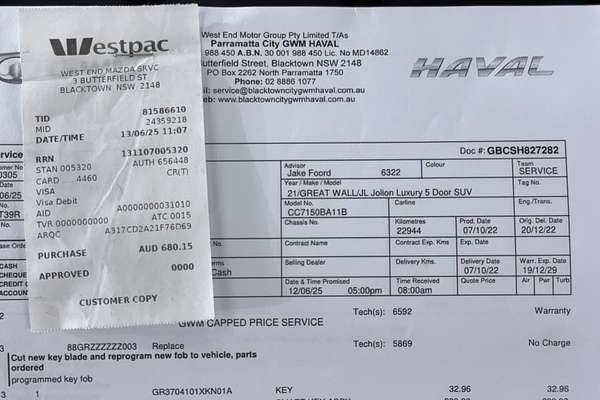 Westpac
WEST END MAZDA SRVC
3 BUTTERFIELD ST
BLACKTOWN NSW 2148
TID 81586610
MID 24359218
DATE/TIME 13/06/25 11:07
RRN 131107005320
STAN 005320 AUTH 656448
CARD ....4460 CR(T)
VISA
Visa Debit
AID A0000000031010
TVR 0000000000 ATC 0015
ARQC A317CD2A21F76D69
PURCHASE AUD 680.15
APPROVED 0000
CUSTOMER COPY
West End Motor Group Pty Limited T/As
Parramatta City GWM HAVAL
988 450 A.B.N. 30 001 988 450 Lic. No MD14862
Butterfield Street, Blacktown NSW 2148
PO Box 2262 North Parramatta 1750
Phone: 02 8886 1077
mail: service@blacktowncitygwmhaval.com.au
web: www.blacktowncitygwmhaval.com.au
HAVAL
Doc #: GBCSH827282
Service
Advisor Colour Team
Jake Foord 6322 SERVICE
Year / Make / Model Tag No.
21/GREAT WALL/JL Jolion Luxury 5 Door SUV
Model No. Carline Eng./Trans.
CC7150BA11B
Chassis No. Kilometres Prod. Date Orig. Del. Date
22944 07/10/22 20/12/22
Contract Name Contract Exp. Kms Exp. Date
Selling Dealer Delivery Kms. Delivery Date Warr. Exp. Date
Cash 07/10/22 19/12/29
Date & Time Promised Time Received Quote Price Air Pwr Turb
12/06/25 05:00pm 08:00am
CASH
CHEQUE
CREDIT
ACCOUN
2 Tech(s): 6592 Warranty
GWM CAPPED PRICE SERVICE
3 88GRZZZZZZ003 Replace Tech(s): 5869 No Charge
Cut new key blade and reprogram new fob to vehicle, parts
ordered
programmed key fob
3 1 GR3704101XKN01A KEY 32.96 32.96